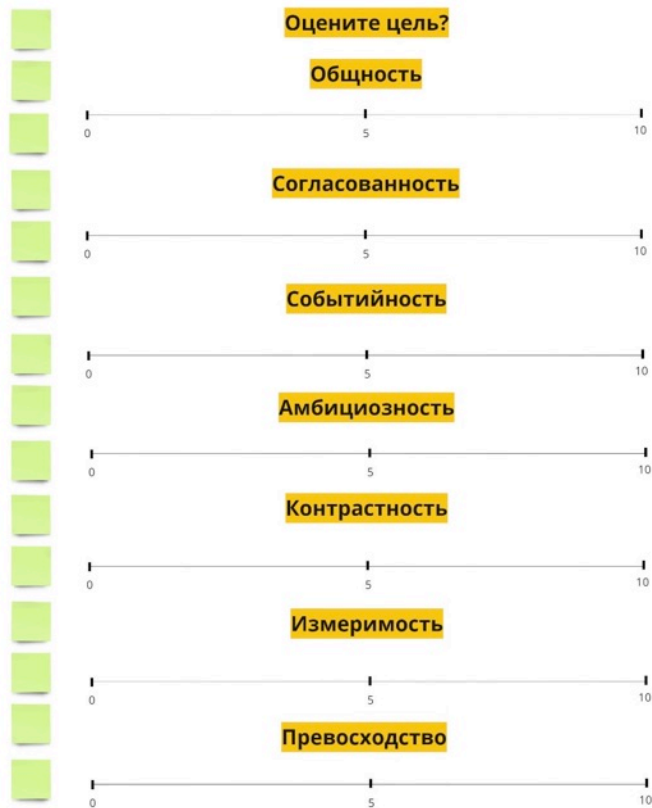 Оцените цель?
Общность
0 5 10
Согласованность
0 5 10
Событийность
0 5 10
Амбициозность
0 5 10
Контрастность
0 5 10
Измеримость
0 5 10
Превосходство
0 5 10